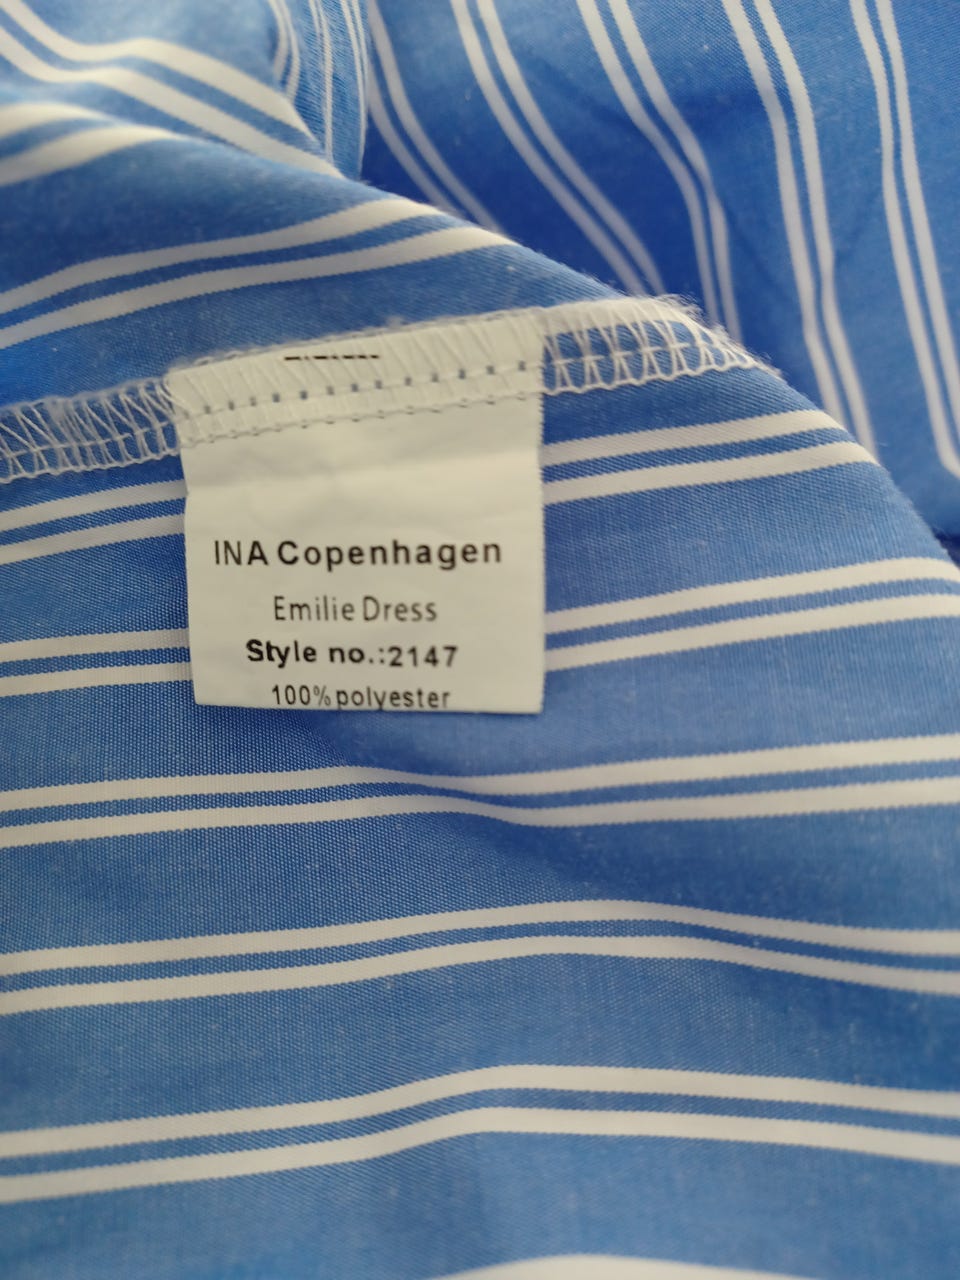 INA Copenhagen
Emilie Dress
Style no.:2147
100% polyester